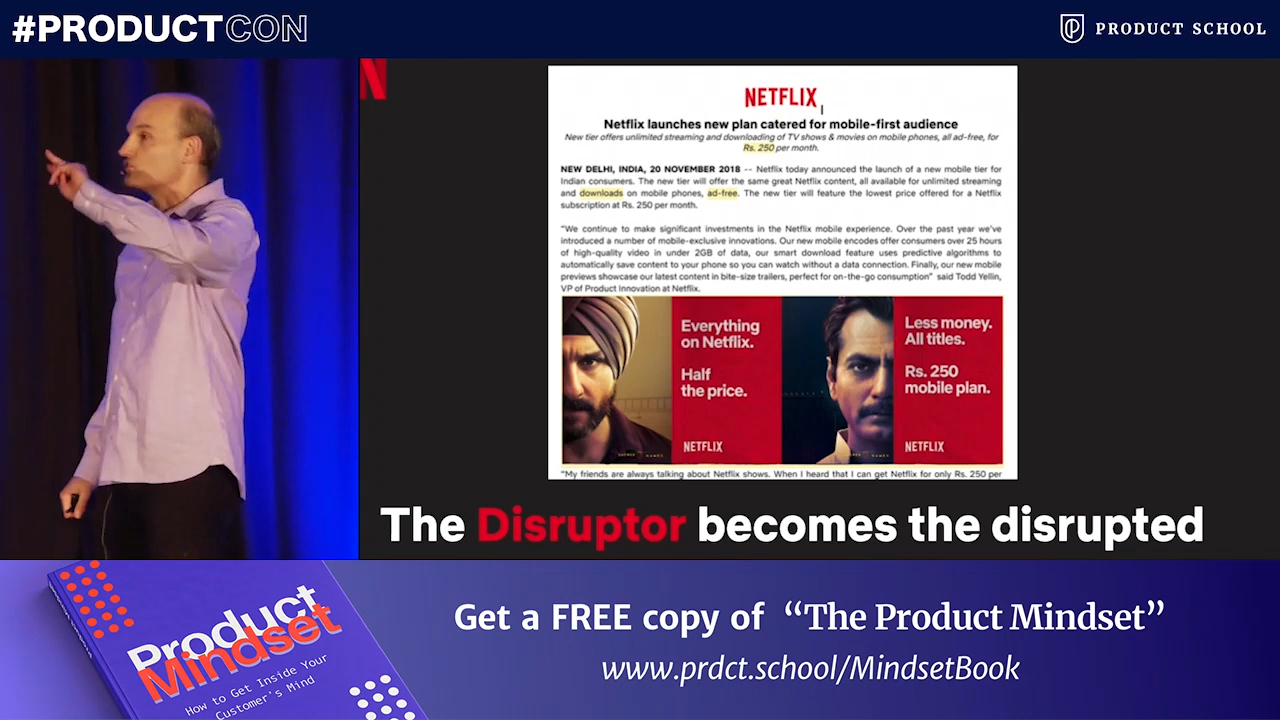 #PRODUCTCON
PRODUCT SCHOOL
N
NETFLIX
Netflix launches new plan catered for mobile-first audience
New tier offers unlimited streaming and downloading of TV shows & movies on mobile phones, all ad-free, for
Rs. 250 per month.
NEW DELHI, INDIA, 20 NOVEMBER 2018 -- Netflix today announced the launch of a new mobile tier for
Indian consumers. The new tier will offer the same great Netflix content, all available for unlimited streaming
and downloads on mobile phones, ad-free. The new tier will feature the lowest price offered for a Netflix
subscription at Rs. 250 per month.
"We continue to make significant investments in the Netflix mobile experience. Over the past year we've
introduced a number of mobile-exclusive innovations. Our new mobile encodes offer consumers over 25 hours
of high-quality video in under 2GB of data, our smart download feature uses predictive algorithms to
automatically save content to your phone so you can watch without a data connection. Finally, our new mobile
previews showcase our latest content in bite-size trailers, perfect for on-the-go consumption" said Todd Yellin,
VP of Product Innovation at Netflix.
Everything
on Netflix.
Half
the price.
NETFLIX
Less money.
All titles.
Rs. 250
mobile plan.
NETFLIX
"My friends are always talking about Netflix shows. When I heard that I can get Netflix for only Rs. 250 per
The Disruptor becomes the disrupted
Product
Mindset
How to Get Inside Your
Customer's Mind
Get a FREE copy of "The Product Mindset"
www.prdct.school/MindsetBook